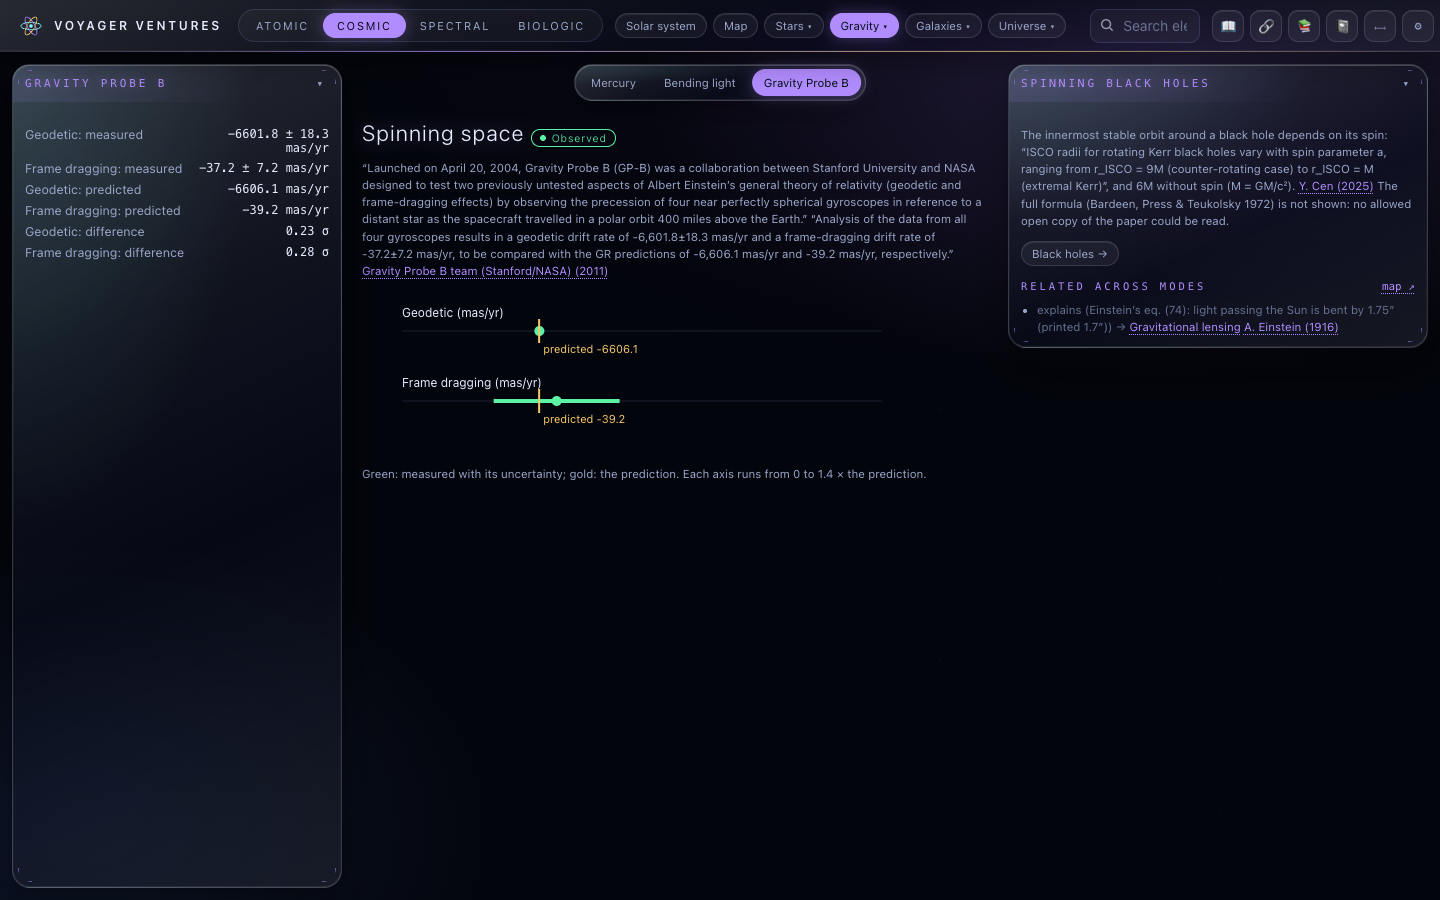 VOYAGER VENTURES
ATOMIC
COSMIC
SPECTRAL
BIOLOGIC
Solar system
Map
Stars ▾
Gravity ▾
Galaxies ▾
Universe ▾
GRAVITY PROBE B
Geodetic: measured −6601.8 ± 18.3
mas/yr
Frame dragging: measured −37.2 ± 7.2 mas/yr
Geodetic: predicted −6606.1 mas/yr
Frame dragging: predicted −39.2 mas/yr
Geodetic: difference 0.23 σ
Frame dragging: difference 0.28 σ
Mercury
Bending light
Gravity Probe B
Spinning space
Observed
“Launched on April 20, 2004, Gravity Probe B (GP-B) was a collaboration between Stanford University and NASA
designed to test two previously untested aspects of Albert Einstein's general theory of relativity (geodetic and
frame-dragging effects) by observing the precession of four near perfectly spherical gyroscopes in reference to a
distant star as the spacecraft travelled in a polar orbit 400 miles above the Earth.” “Analysis of the data from all
four gyroscopes results in a geodetic drift rate of -6,601.8±18.3 mas/yr and a frame-dragging drift rate of
-37.2±7.2 mas/yr, to be compared with the GR predictions of -6,606.1 mas/yr and -39.2 mas/yr, respectively.”
Gravity Probe B team (Stanford/NASA) (2011)
Geodetic (mas/yr)
predicted -6606.1
Frame dragging (mas/yr)
predicted -39.2
Green: measured with its uncertainty; gold: the prediction. Each axis runs from 0 to 1.4 × the prediction.
SPINNING BLACK HOLES
The innermost stable orbit around a black hole depends on its spin:
“ISCO radii for rotating Kerr black holes vary with spin parameter a,
ranging from r_ISCO = 9M (counter-rotating case) to r_ISCO = M
(extremal Kerr)”, and 6M without spin (M = GM/c²). Y. Cen (2025) The
full formula (Bardeen, Press & Teukolsky 1972) is not shown: no allowed
open copy of the paper could be read.
Black holes →
RELATED ACROSS MODES
map ↗
explains (Einstein's eq. (74): light passing the Sun is bent by 1.75″
(printed 1.7″)) → Gravitational lensing A. Einstein (1916)